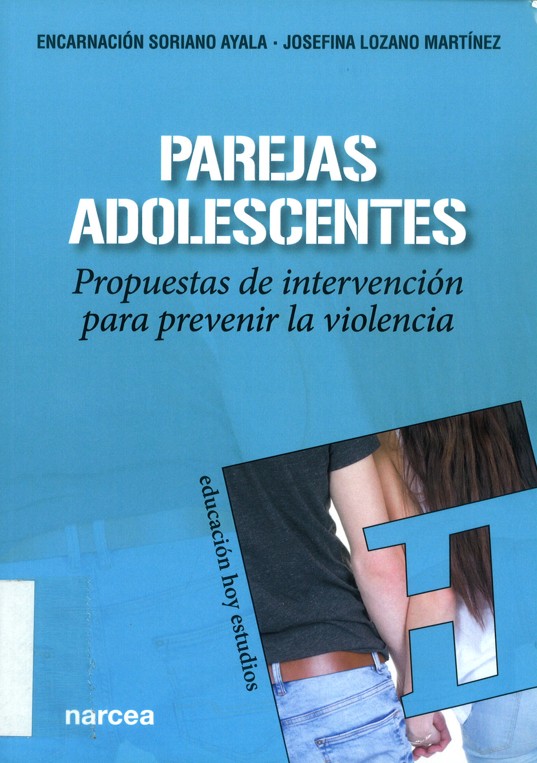 ENCARNACIÓN SORIANO AYALA · JOSEFINA LOZANO MARTÍNEZ
PAREJAS
ADOLESCENTES
Propuestas de intervención
para prevenir la violencia
educación hoy estudios
narcea